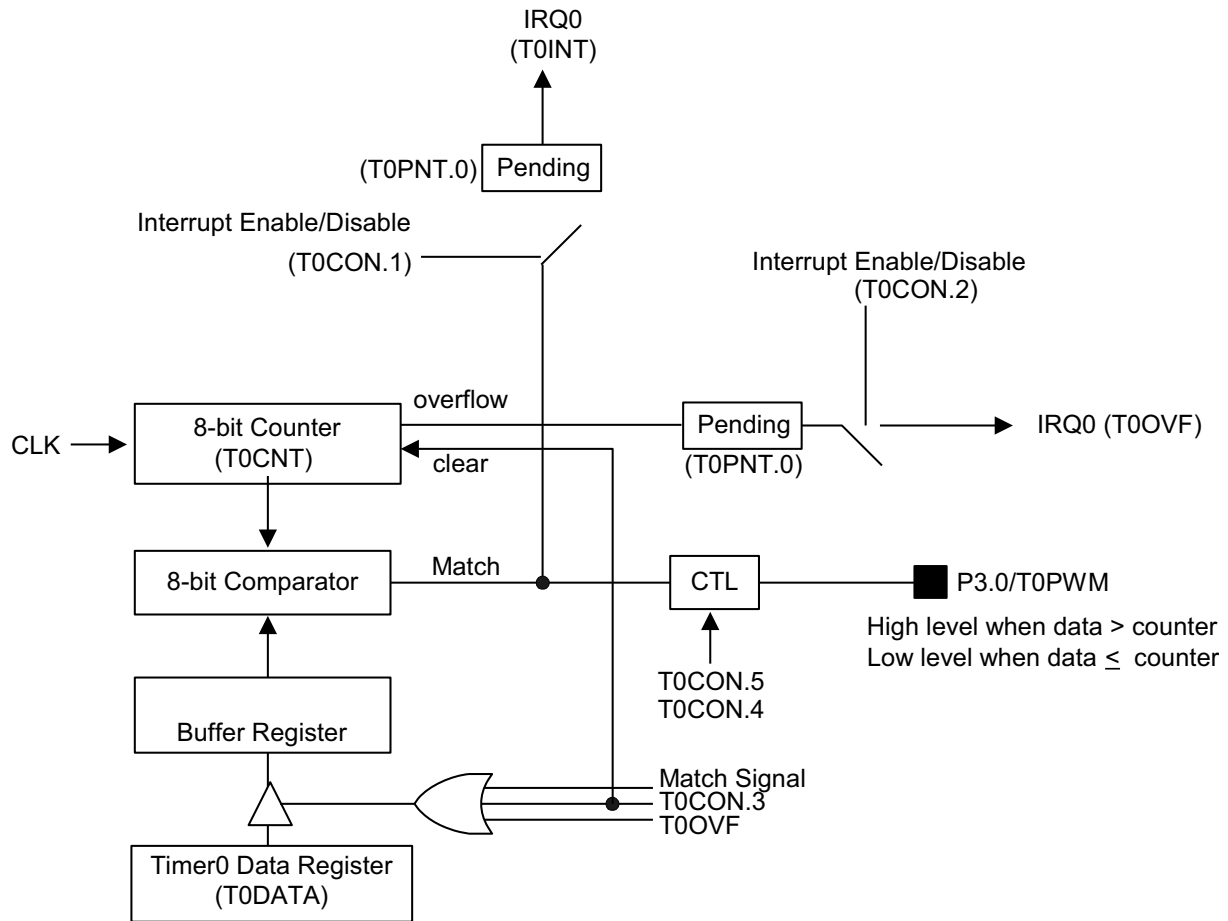 IRQ0
(T0INT)
(T0PNT.0)
Pending
Interrupt Enable/Disable
(T0CON.1)
Interrupt Enable/Disable
(T0CON.2)
overflow
8-bit Counter
(T0CNT)
CLK
clear
Pending
(T0PNT.0)
IRQ0 (T0OVF)
8-bit Comparator
Match
CTL
P3.0/T0PWM
High level when data > counter
Low level when data ≤ counter
T0CON.5
T0CON.4
Buffer Register
Match Signal
T0CON.3
T0OVF
Timer0 Data Register
(T0DATA)